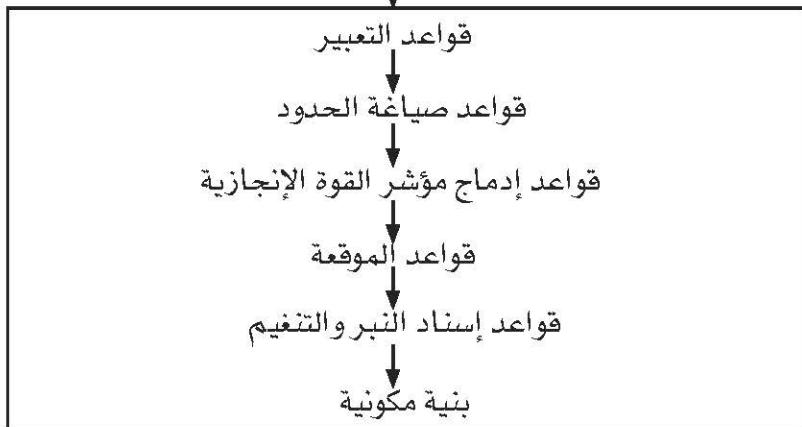 قواعد التعبير
قواعد صياغة الحدود
قواعد إدماج مؤشر القوة الإنجازية
قواعد الموقعة
قواعد إسناد النبر والتنغيم
بنية مكونية